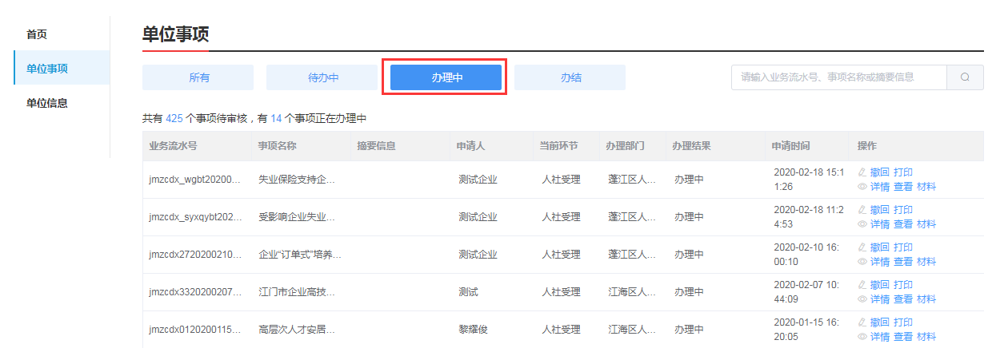 首页
单位事项
单位信息
单位事项
所有 待办中 办理中 办结 请输入业务流水号、事项名称或摘要信息
共有 425 个事项待审核，有 14 个事项正在办理中
业务流水号 事项名称 摘要信息 申请人 当前环节 办理部门 办理结果 申请时间 操作
jmzcdx_wgbt20200... 失业保险支持企... 测试企业 人社受理 蓬江区人... 办理中 2020-02-18 15:1 撤回 打印
1:26 详情 查看 材料
jmzcdx_syxqybt202... 受影响企业失业... 测试企业 人社受理 蓬江区人... 办理中 2020-02-18 11:2 撤回 打印
4:53 详情 查看 材料
jmzcdx2720200210... 企业“订单式”培养... 测试企业 人社受理 蓬江区人... 办理中 2020-02-10 16: 撤回 打印
00:10 详情 查看 材料
jmzcdx3320200207... 江门市企业高技... 测试 人社受理 江海区人... 办理中 2020-02-07 10: 撤回 打印
44:09 详情 查看 材料
jmzcdx0120200115... 高层次人才安居... 黎耀俊 人社受理 江海区人... 办理中 2020-01-15 16: 撤回 打印
20:05 详情 查看 材料